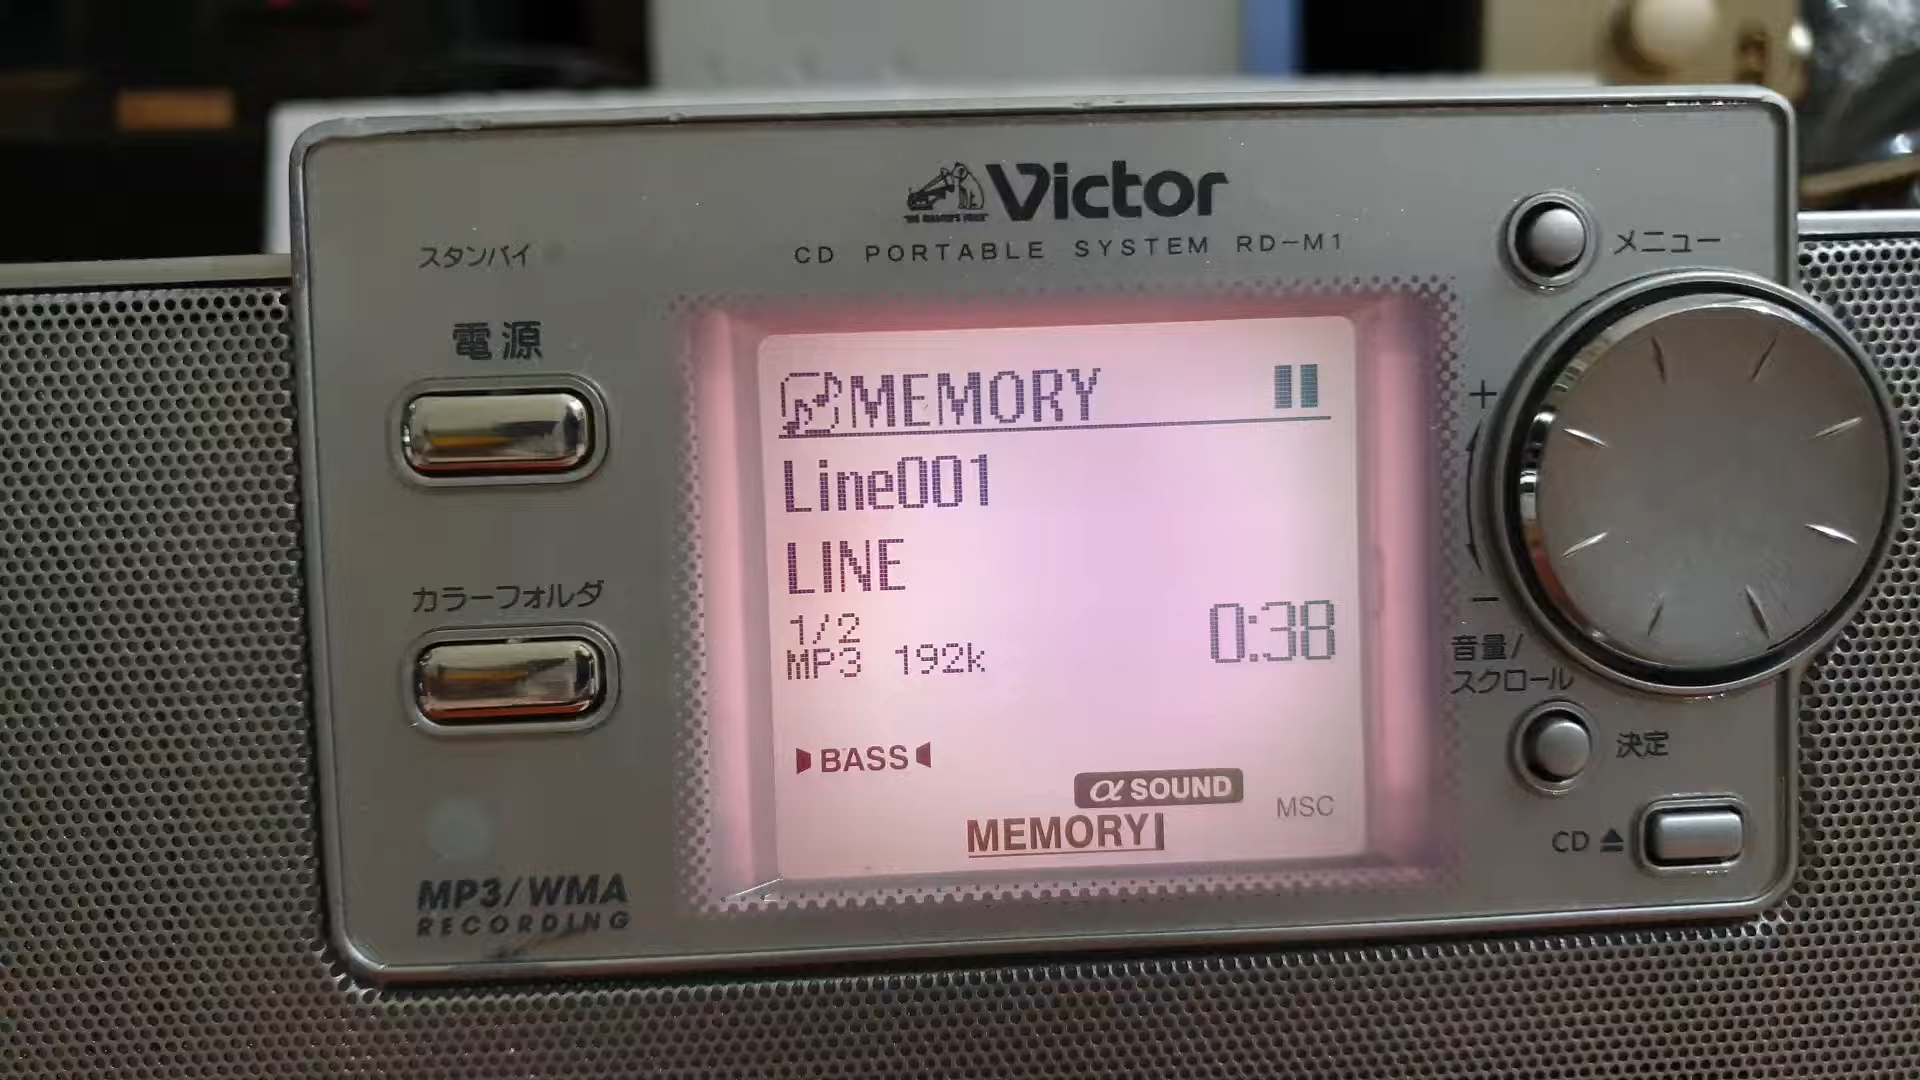 Victor
CD PORTABLE SYSTEM RD-M1
スタンバイ
電源
カラーフォルダ
MP3/WMA
RECORDING
MEMORY
Line001
LINE
1/2
MP3 192k
0:38
BASS
α SOUND
MSC
MEMORY
メニュー
+
−
音量/
スクロール
決定
CD ⏏